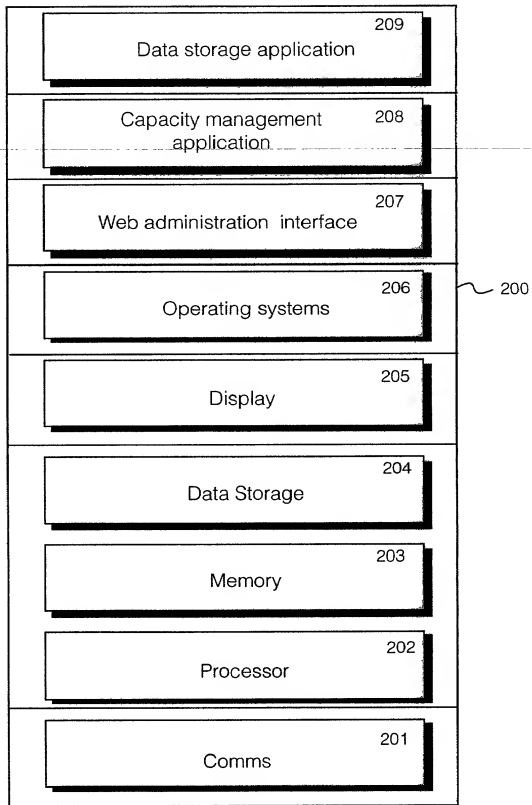 209
Data storage application
Capacity management 208
application
207
Web administration interface
206
Operating systems
200
205
Display
204
Data Storage
203
Memory
202
Processor
201
Comms